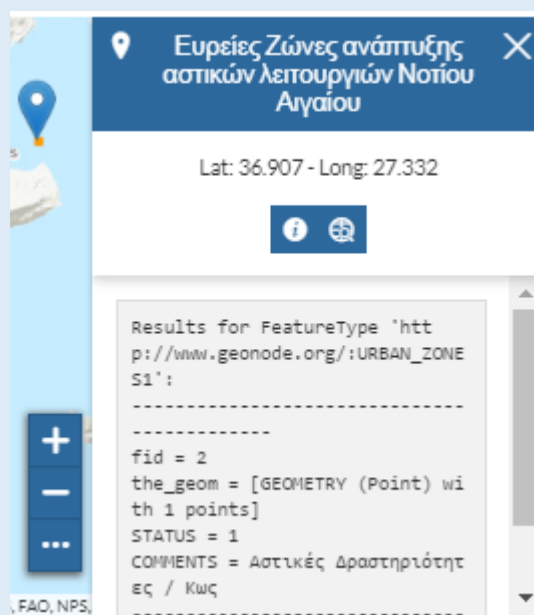 Ευρείες Ζώνες ανάπτυξης
αστικών λειτουργιών Νοτίου
Αιγαίου
Lat: 36.907 - Long: 27.332
Results for FeatureType 'htt
p://www.geonode.org/:URBAN_ZONE
S1':
-------------------------------
-------------
fid = 2
the_geom = [GEOMETRY (Point) wi
th 1 points]
STATUS = 1
COMMENTS = Αστικές Δραστηριότητ
ες / Κως
-------------------------------
, FAO, NPS,